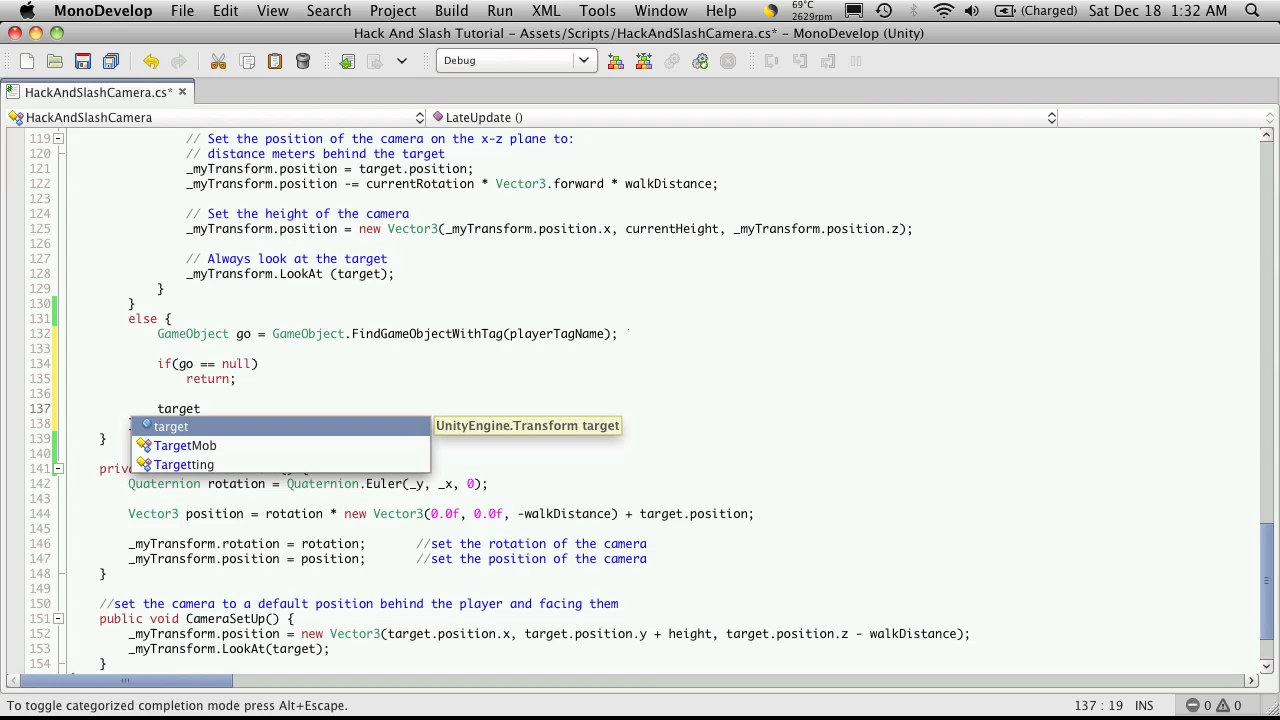 MonoDevelop File Edit View Search Project Build Run XML Tools Window Help 69°C 2629rpm (Charged) Sat Dec 18 1:32 AM
Hack And Slash Tutorial - Assets/Scripts/HackAndSlashCamera.cs* - MonoDevelop (Unity)
Debug
HackAndSlashCamera.cs* ×
HackAndSlashCamera LateUpdate ()
119 // Set the position of the camera on the x-z plane to:
120 // distance meters behind the target
121 _myTransform.position = target.position;
122 _myTransform.position -= currentRotation * Vector3.forward * walkDistance;
123
124 // Set the height of the camera
125 _myTransform.position = new Vector3(_myTransform.position.x, currentHeight, _myTransform.position.z);
126
127 // Always look at the target
128 _myTransform.LookAt (target);
129 }
130 }
131 else {
132 GameObject go = GameObject.FindGameObjectWithTag(playerTagName);
133
134 if(go == null)
135 return;
136
137 target
138
target UnityEngine.Transform target
139 }
TargetMob
140
Targetting
141 priv () {
142 Quaternion rotation = Quaternion.Euler(_y, _x, 0);
143
144 Vector3 position = rotation * new Vector3(0.0f, 0.0f, -walkDistance) + target.position;
145
146 _myTransform.rotation = rotation; //set the rotation of the camera
147 _myTransform.position = position; //set the position of the camera
148 }
149
150 //set the camera to a default position behind the player and facing them
151 public void CameraSetUp() {
152 _myTransform.position = new Vector3(target.position.x, target.position.y + height, target.position.z - walkDistance);
153 _myTransform.LookAt(target);
154 }
To toggle categorized completion mode press Alt+Escape. 137 : 19 INS 0 0